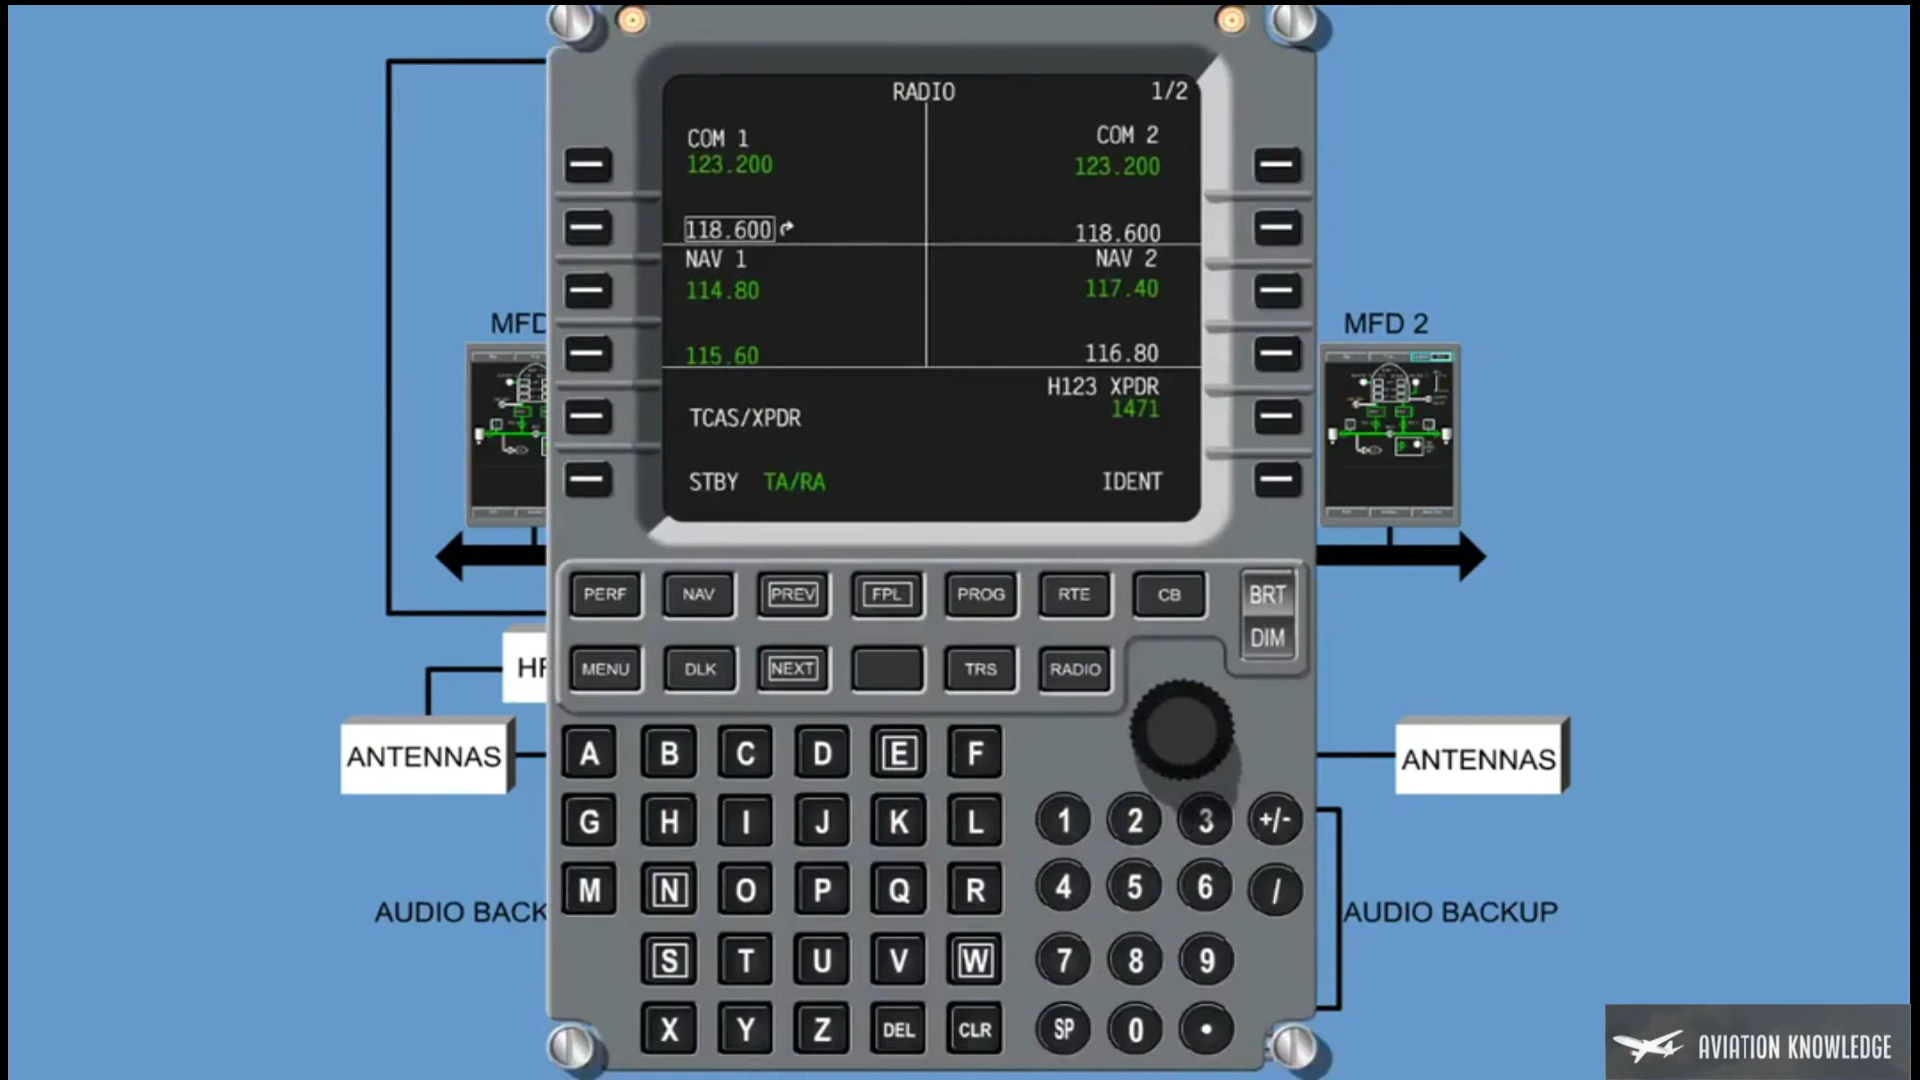 RADIO 1/2
COM 1 COM 2
123.200 123.200
118.600 118.600
NAV 1 NAV 2
114.80 117.40
115.60 116.80
H123 XPDR
1471
TCAS/XPDR
STBY TA/RA IDENT
MFD
MFD 2
PERF NAV PREV FPL PROG RTE CB BRT
DIM
MENU DLK NEXT TRS RADIO
ANTENNAS
ANTENNAS
A B C D E F
G H I J K L 1 2 3 +/-
M N O P Q R 4 5 6 /
AUDIO BACK
AUDIO BACKUP
S T U V W 7 8 9
X Y Z DEL CLR SP 0 •
AVIATION KNOWLEDGE